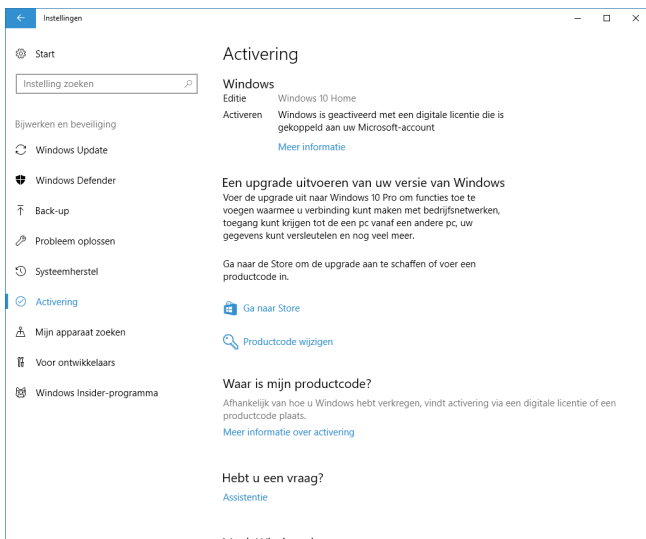 Instellingen
Start
Instelling zoeken
Bijwerken en beveiliging
Windows Update
Windows Defender
Back-up
Probleem oplossen
Systeemherstel
Activering
Mijn apparaat zoeken
Voor ontwikkelaars
Windows Insider-programma
Activering
Windows
Editie Windows 10 Home
Activeren Windows is geactiveerd met een digitale licentie die is
gekoppeld aan uw Microsoft-account
Meer informatie
Een upgrade uitvoeren van uw versie van Windows
Voer de upgrade uit naar Windows 10 Pro om functies toe te
voegen waarmee u verbinding kunt maken met bedrijfsnetwerken,
toegang kunt krijgen tot de een pc vanaf een andere pc, uw
gegevens kunt versleutelen en nog veel meer.
Ga naar de Store om de upgrade aan te schaffen of voer een
productcode in.
Ga naar Store
Productcode wijzigen
Waar is mijn productcode?
Afhankelijk van hoe u Windows hebt verkregen, vindt activering via een digitale licentie of een
productcode plaats.
Meer informatie over activering
Hebt u een vraag?
Assistentie